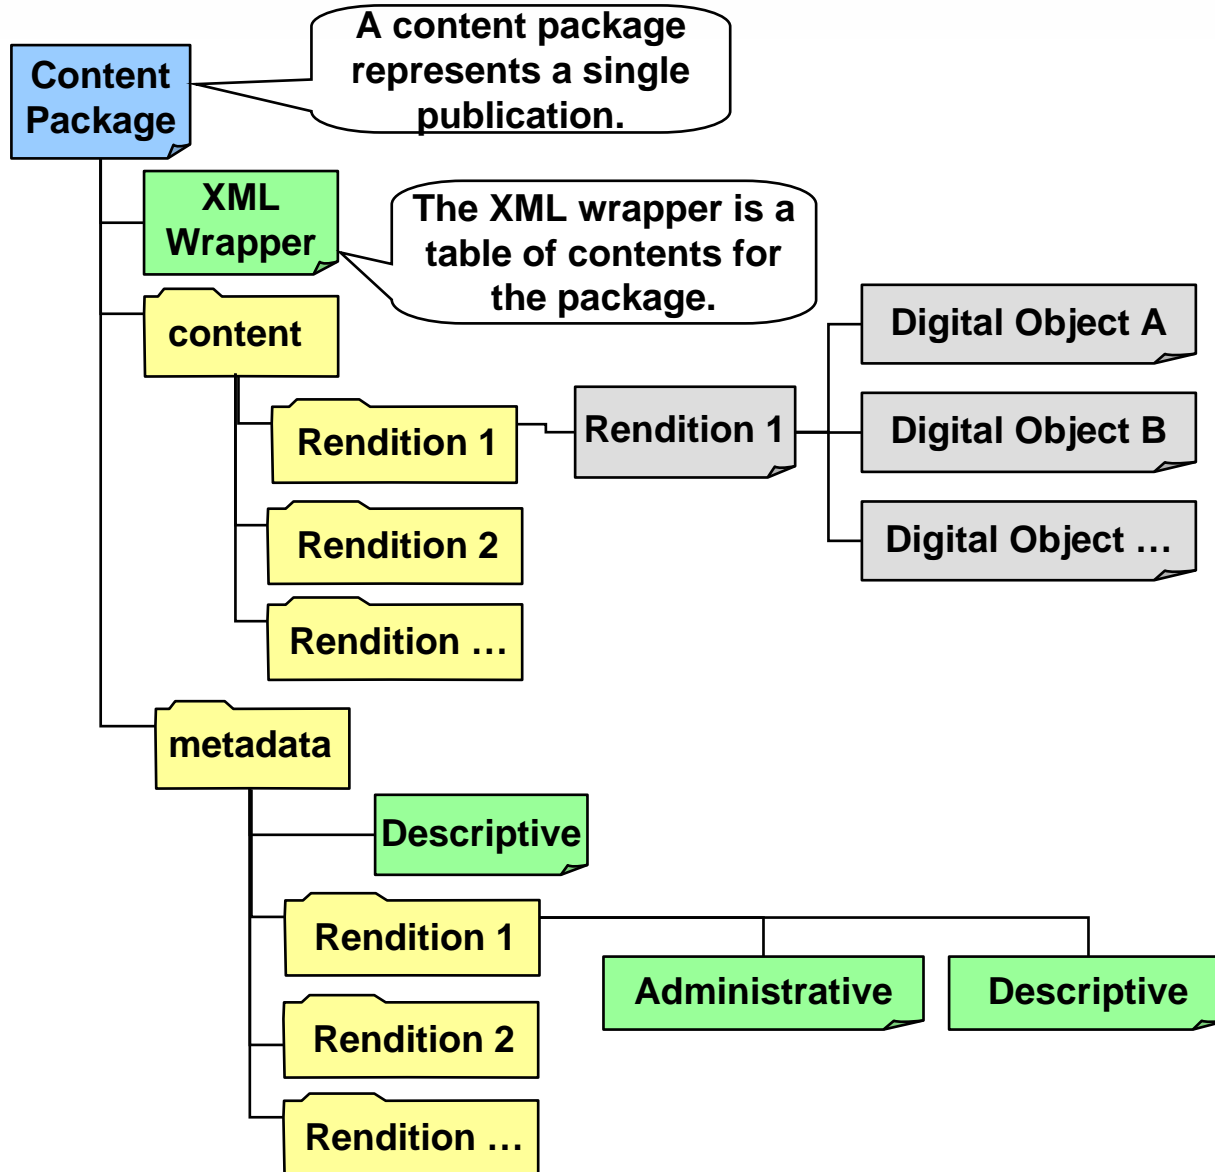 Content
Package
A content package
represents a single
publication.
XML
Wrapper
The XML wrapper is a
table of contents for
the package.
content
Rendition 1
Rendition 1
Digital Object A
Digital Object B
Digital Object …
Rendition 2
Rendition …
metadata
Descriptive
Rendition 1
Administrative
Descriptive
Rendition 2
Rendition …